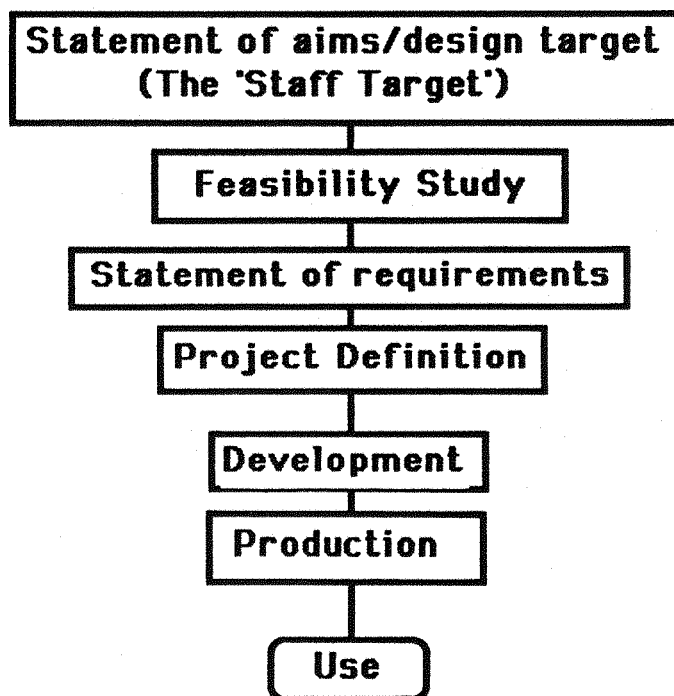 Statement of aims/design target
(The 'Staff Target')
Feasibility Study
Statement of requirements
Project Definition
Development
Production
Use